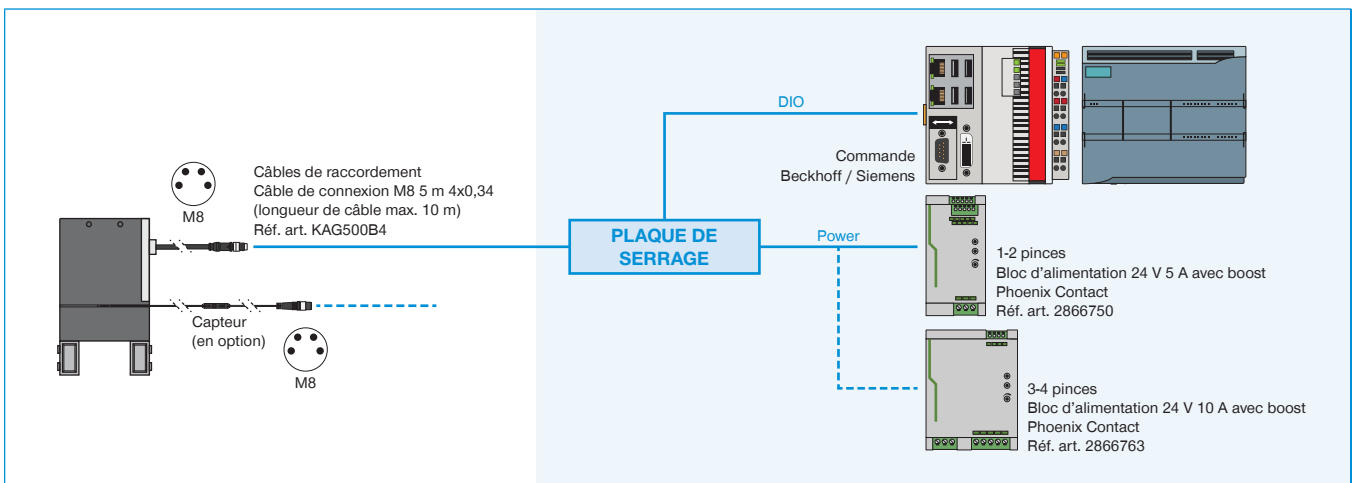 DIO
Commande
Beckhoff / Siemens
Câbles de raccordement
Câble de connexion M8 5 m 4x0,34
(longueur de câble max. 10 m)
Réf. art. KAG500B4
M8
PLAQUE DE
SERRAGE
Power
1-2 pinces
Bloc d'alimentation 24 V 5 A avec boost
Phoenix Contact
Réf. art. 2866750
Capteur
(en option)
M8
3-4 pinces
Bloc d'alimentation 24 V 10 A avec boost
Phoenix Contact
Réf. art. 2866763